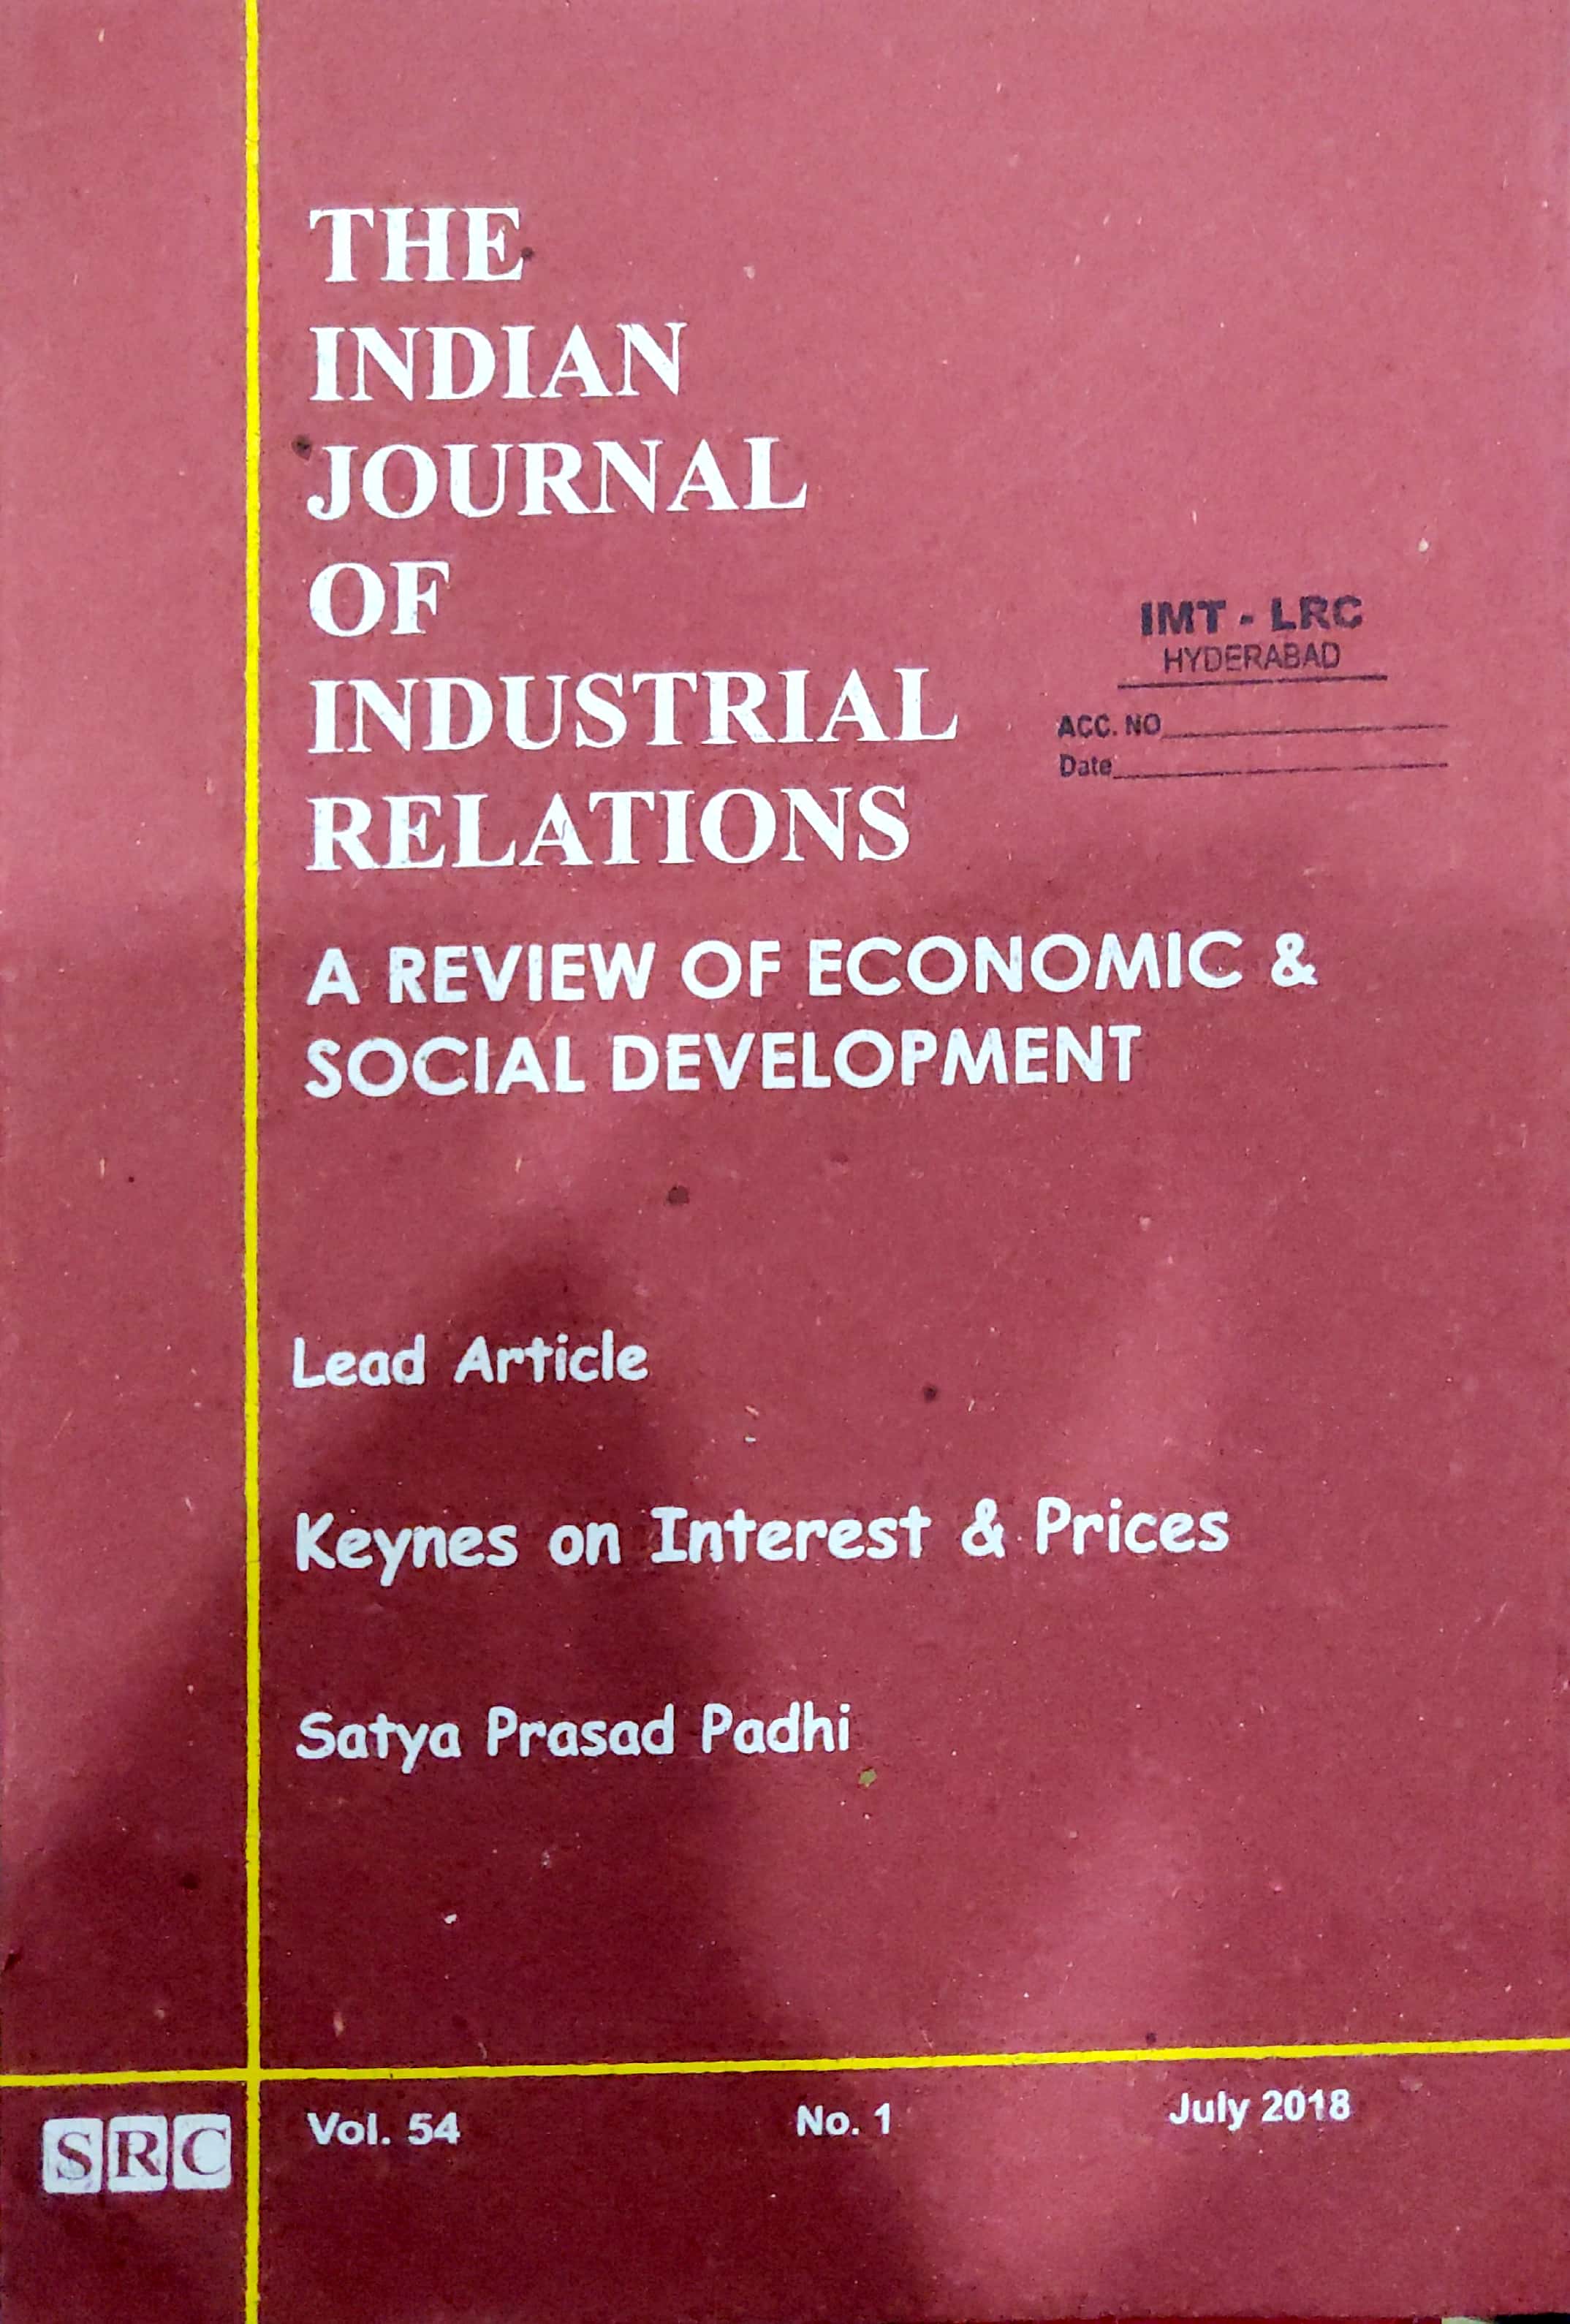 THE
INDIAN
JOURNAL
OF
INDUSTRIAL
RELATIONS
IMT - LRC
HYDERABAD
ACC. NO
Date
A REVIEW OF ECONOMIC &
SOCIAL DEVELOPMENT
Lead Article
Keynes on Interest & Prices
Satya Prasad Padhi
SRC
Vol. 54 No. 1 July 2018